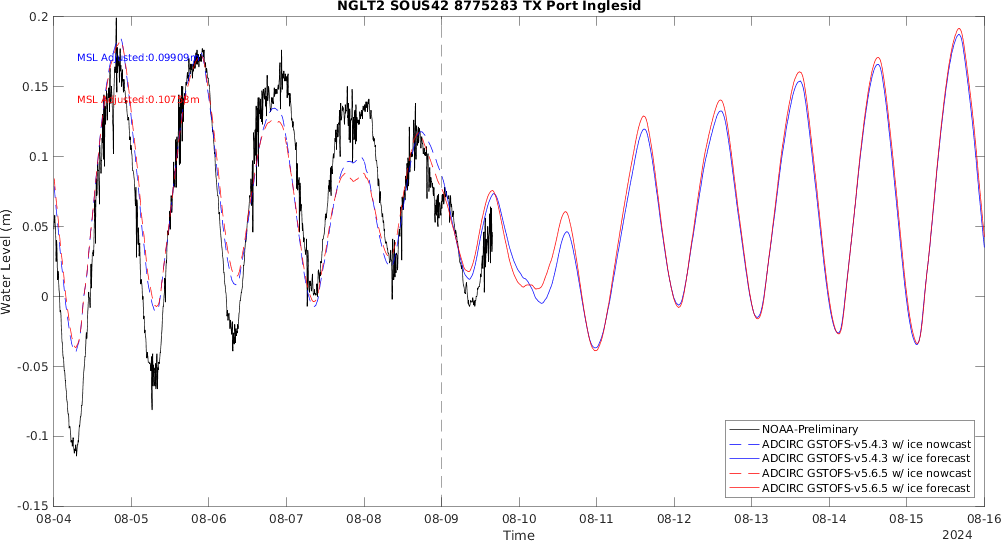 NGLT2 SOUS42 8775283 TX Port Inglesid
0.2
0.15
0.1
0.05
0
-0.05
-0.1
-0.15
Water Level (m)
MSL Adjusted:0.09909m
MSL Adjusted:
NOAA-Preliminary
ADCIRC GSTOFS-v5.4.3 w/ ice nowcast
ADCIRC GSTOFS-v5.4.3 w/ ice forecast
ADCIRC GSTOFS-v5.6.5 w/ ice nowcast
ADCIRC GSTOFS-v5.6.5 w/ ice forecast
08-04 08-05 08-06 08-07 08-08 08-09 08-10 08-11 08-12 08-13 08-14 08-15 08-16
Time
2024